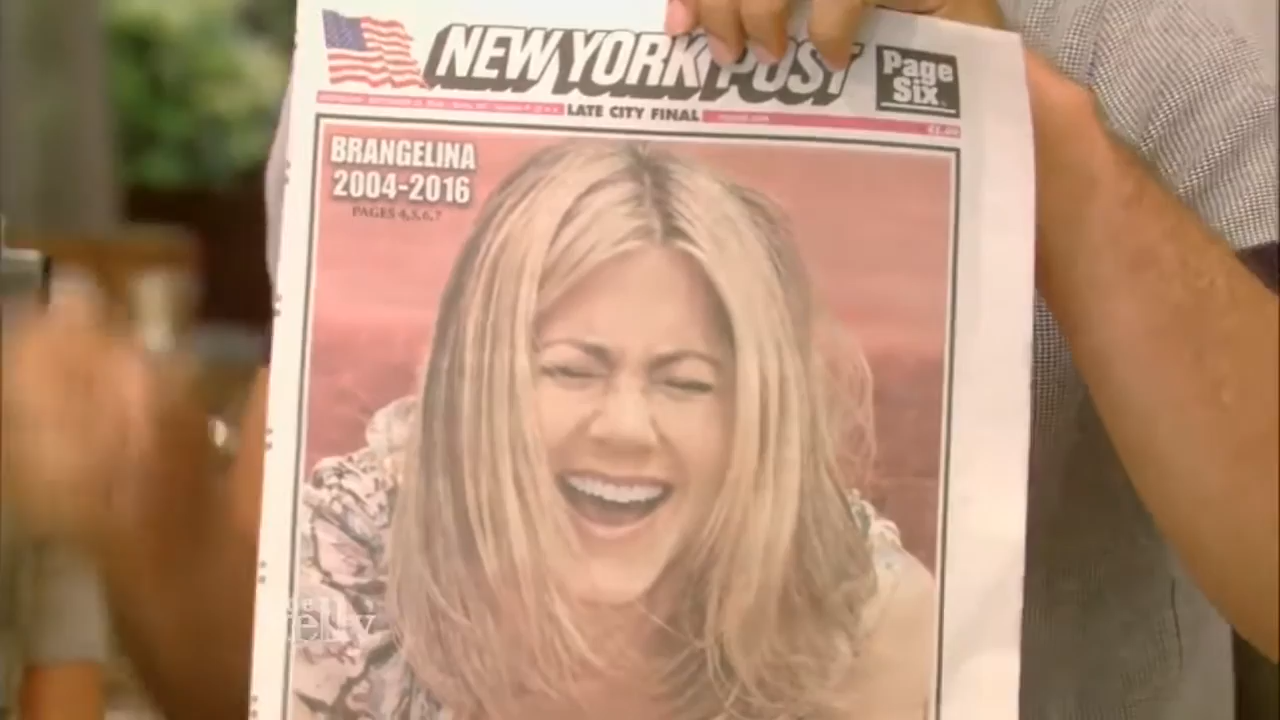 NEW YORK POST
Page
Six
LATE CITY FINAL
BRANGELINA
2004-2016
PAGES 4,5,6,7